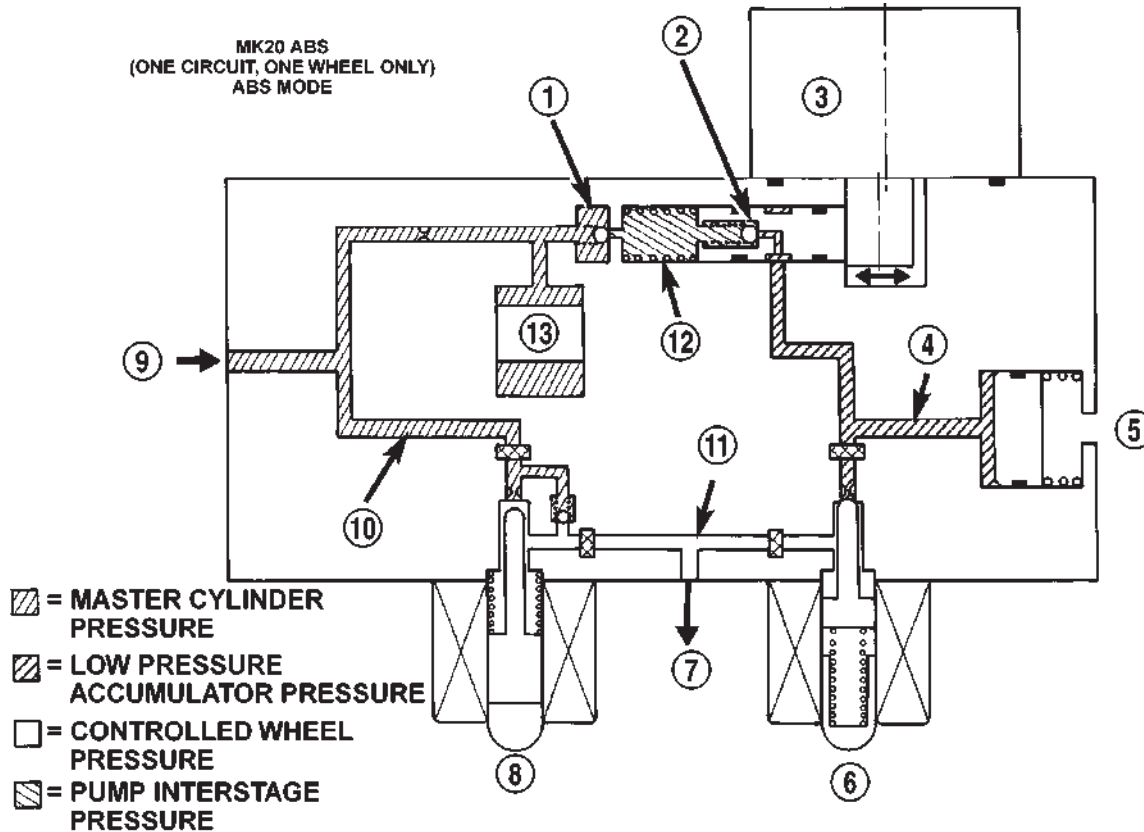 MK20 ABS
(ONE CIRCUIT, ONE WHEEL ONLY)
ABS MODE
1
2
3
4
5
9
13
12
11
10
7
8
6
= MASTER CYLINDER
PRESSURE
= LOW PRESSURE
ACCUMULATOR PRESSURE
= CONTROLLED WHEEL
PRESSURE
= PUMP INTERSTAGE
PRESSURE